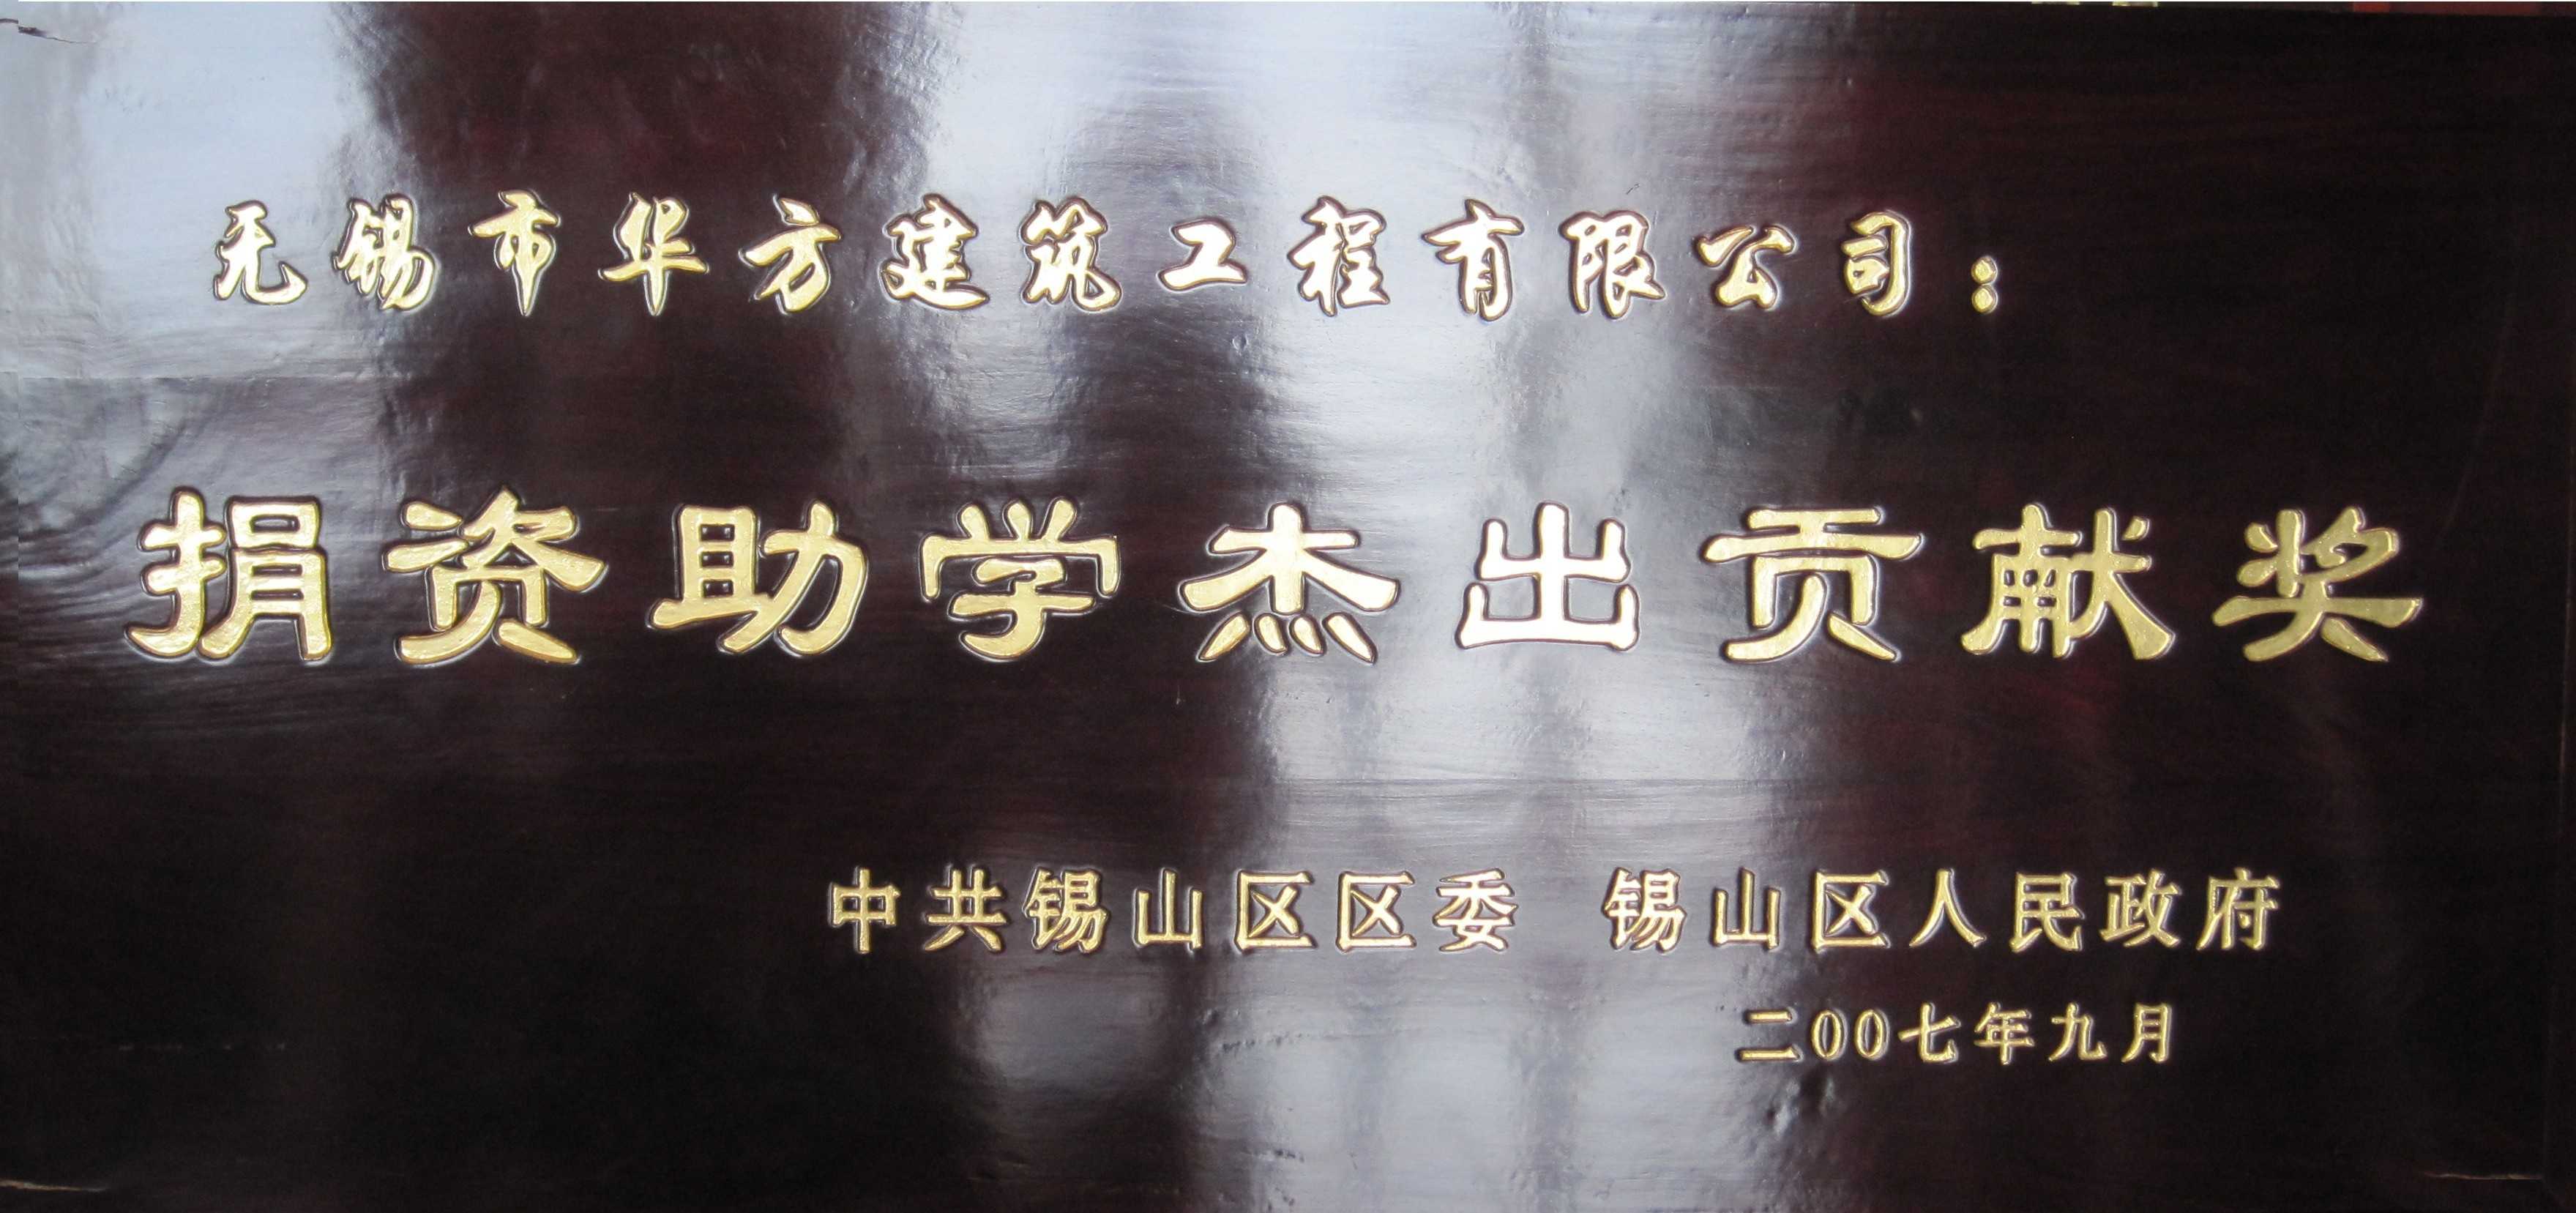 无锡市华方建筑工程有限公司：
捐资助学杰出贡献奖
中共锡山区区委 锡山区人民政府
二00七年九月